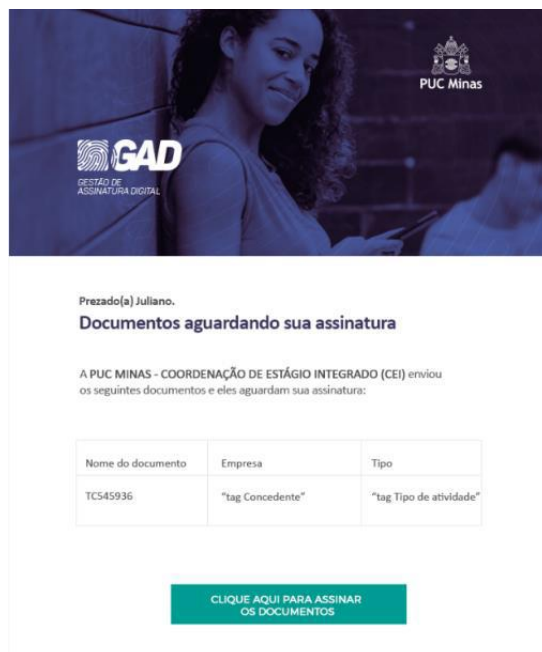 PUC Minas
GAD
GESTÃO DE
ASSINATURA DIGITAL
Prezado(a) Juliano.
Documentos aguardando sua assinatura
A PUC MINAS - COORDENAÇÃO DE ESTÁGIO INTEGRADO (CEI) enviou
os seguintes documentos e eles aguardam sua assinatura:
Nome do documento Empresa Tipo
TC545936 "tag Concedente" "tag Tipo de atividade"
CLIQUE AQUI PARA ASSINAR
OS DOCUMENTOS